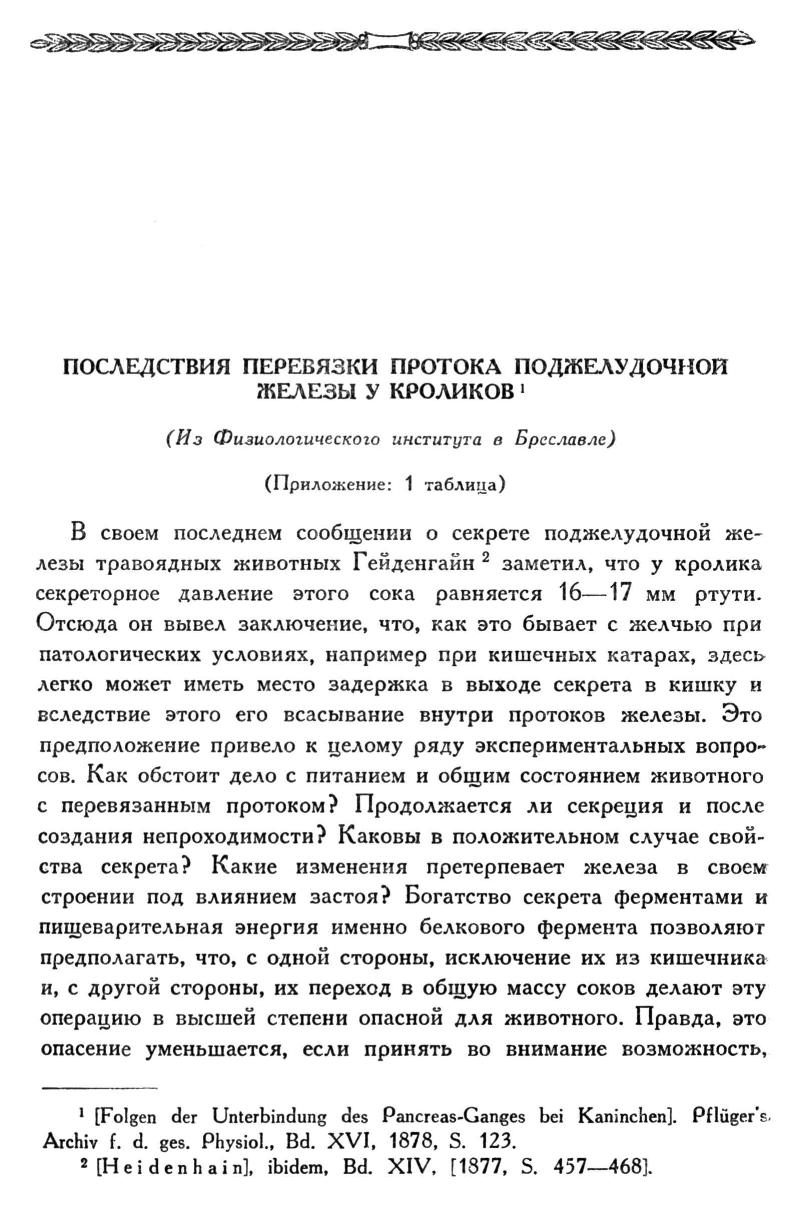 ПОСЛЕДСТВИЯ ПЕРЕВЯЗКИ ПРОТОКА ПОДЖЕЛУДОЧНОЙ
ЖЕЛЕЗЫ У КРОЛИКОВ ¹
(Из Физиологического института в Бреславле)
(Приложение: 1 таблица)
В своем последнем сообщении о секрете поджелудочной же-
лезы травоядных животных Гейденгайн ² заметил, что у кролика
секреторное давление этого сока равняется 16—17 мм ртути.
Отсюда он вывел заключение, что, как это бывает с желчью при
патологических условиях, например при кишечных катарах, здесь
легко может иметь место задержка в выходе секрета в кишку и
вследствие этого его всасывание внутри протоков железы. Это
предположение привело к целому ряду экспериментальных вопро-
сов. Как обстоит дело с питанием и общим состоянием животного
с перевязанным протоком? Продолжается ли секреция и после
создания непроходимости? Каковы в положительном случае свой-
ства секрета? Какие изменения претерпевает железа в своем
строении под влиянием застоя? Богатство секрета ферментами и
пищеварительная энергия именно белкового фермента позволяют
предполагать, что, с одной стороны, исключение их из кишечника
и, с другой стороны, их переход в общую массу соков делают эту
операцию в высшей степени опасной для животного. Правда, это
опасение уменьшается, если принять во внимание возможность,
¹ [Folgen der Unterbindung des Pancreas-Ganges bei Kaninchen]. Pflüger's
Archiv f. d. ges. Physiol., Bd. XVI, 1878, S. 123.
² [Heidenhain], ibidem, Bd. XIV, [1877, S. 457—468].